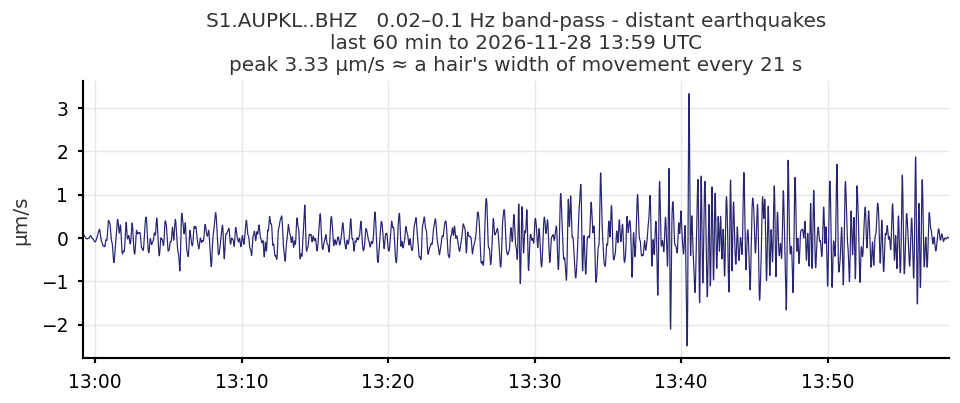 S1.AUPKL..BHZ   0.02–0.1 Hz band-pass - distant earthquakes
last 60 min to 2026-11-28 13:59 UTC
peak 3.33 µm/s ≈ a hair's width of movement every 21 s
µm/s
3
2
1
0
−1
−2
13:00 13:10 13:20 13:30 13:40 13:50